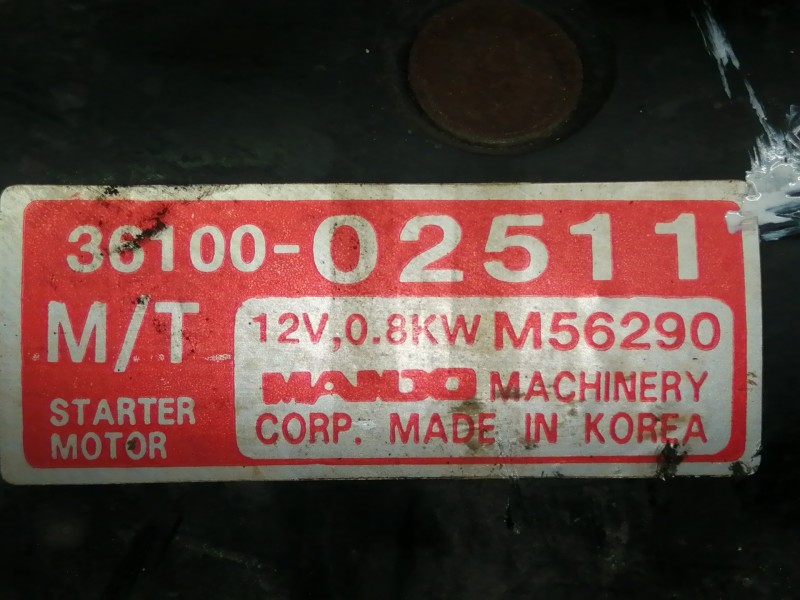 36100-02511
M/T
12V, 0.8KW M56290
MANDO MACHINERY
CORP. MADE IN KOREA
STARTER
MOTOR